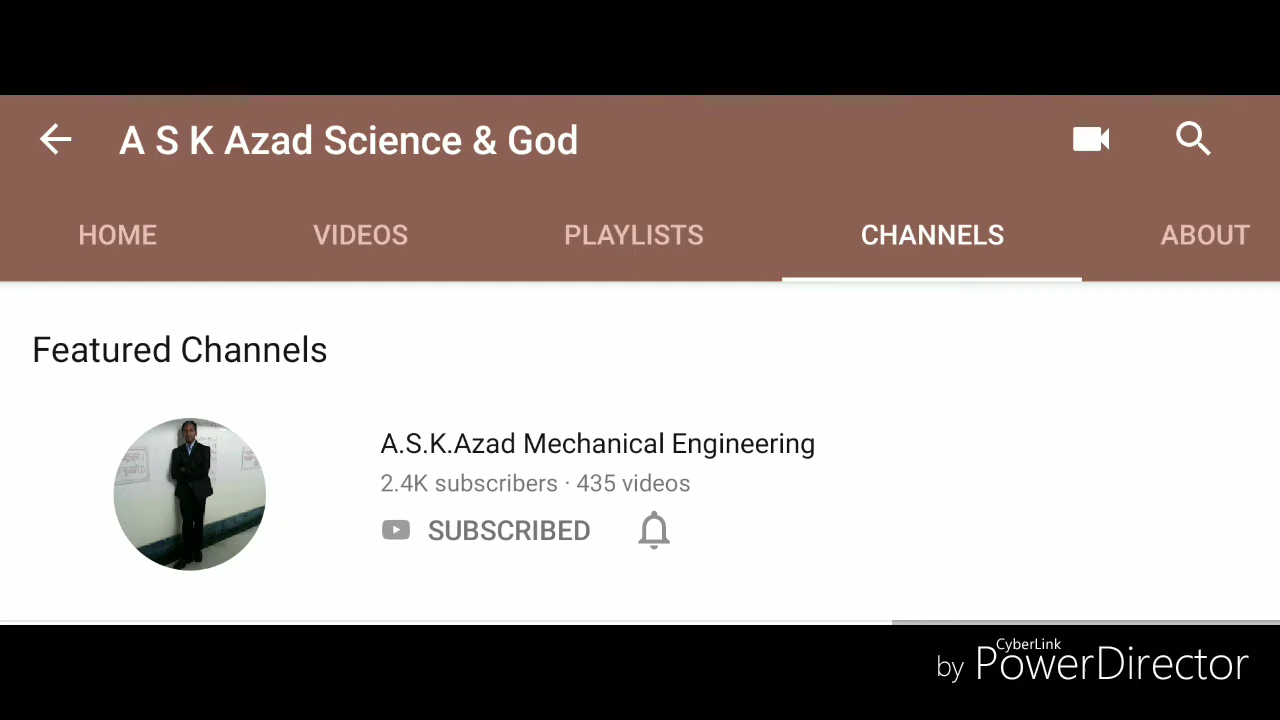 A S K Azad Science & God
HOME VIDEOS PLAYLISTS CHANNELS ABOUT
Featured Channels
A.S.K.Azad Mechanical Engineering
2.4K subscribers · 435 videos
SUBSCRIBED
CyberLink
by PowerDirector